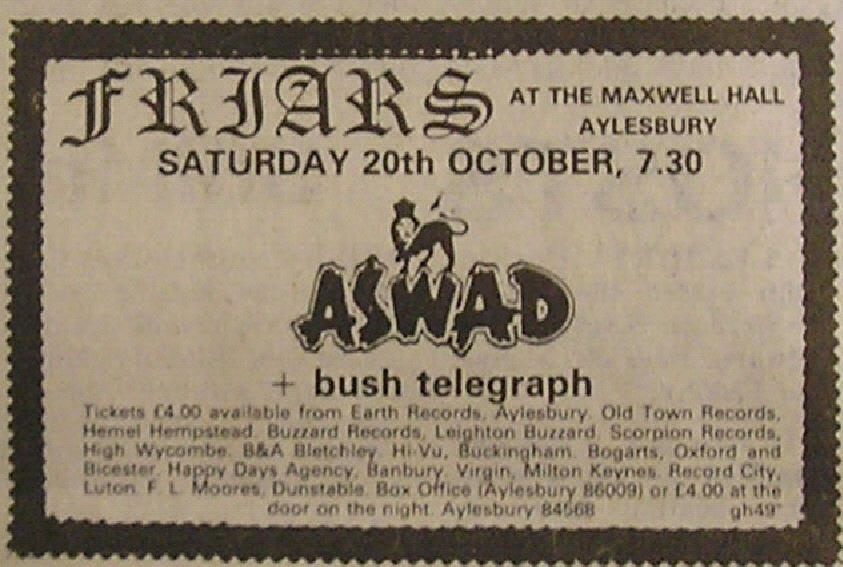 FRIARS AT THE MAXWELL HALL
AYLESBURY
SATURDAY 20th OCTOBER, 7.30
ASWAD
+ bush telegraph
Tickets £4.00 available from Earth Records, Aylesbury. Old Town Records,
Hemel Hempstead. Buzzard Records, Leighton Buzzard. Scorpion Records,
High Wycombe. B&A Bletchley. Hi-Vu, Buckingham. Bogarts, Oxford and
Bicester. Happy Days Agency, Banbury. Virgin, Milton Keynes. Record City,
Luton. F. L. Moores, Dunstable. Box Office (Aylesbury 86009) or £4.00 at the
door on the night. Aylesbury 84568 gh49"